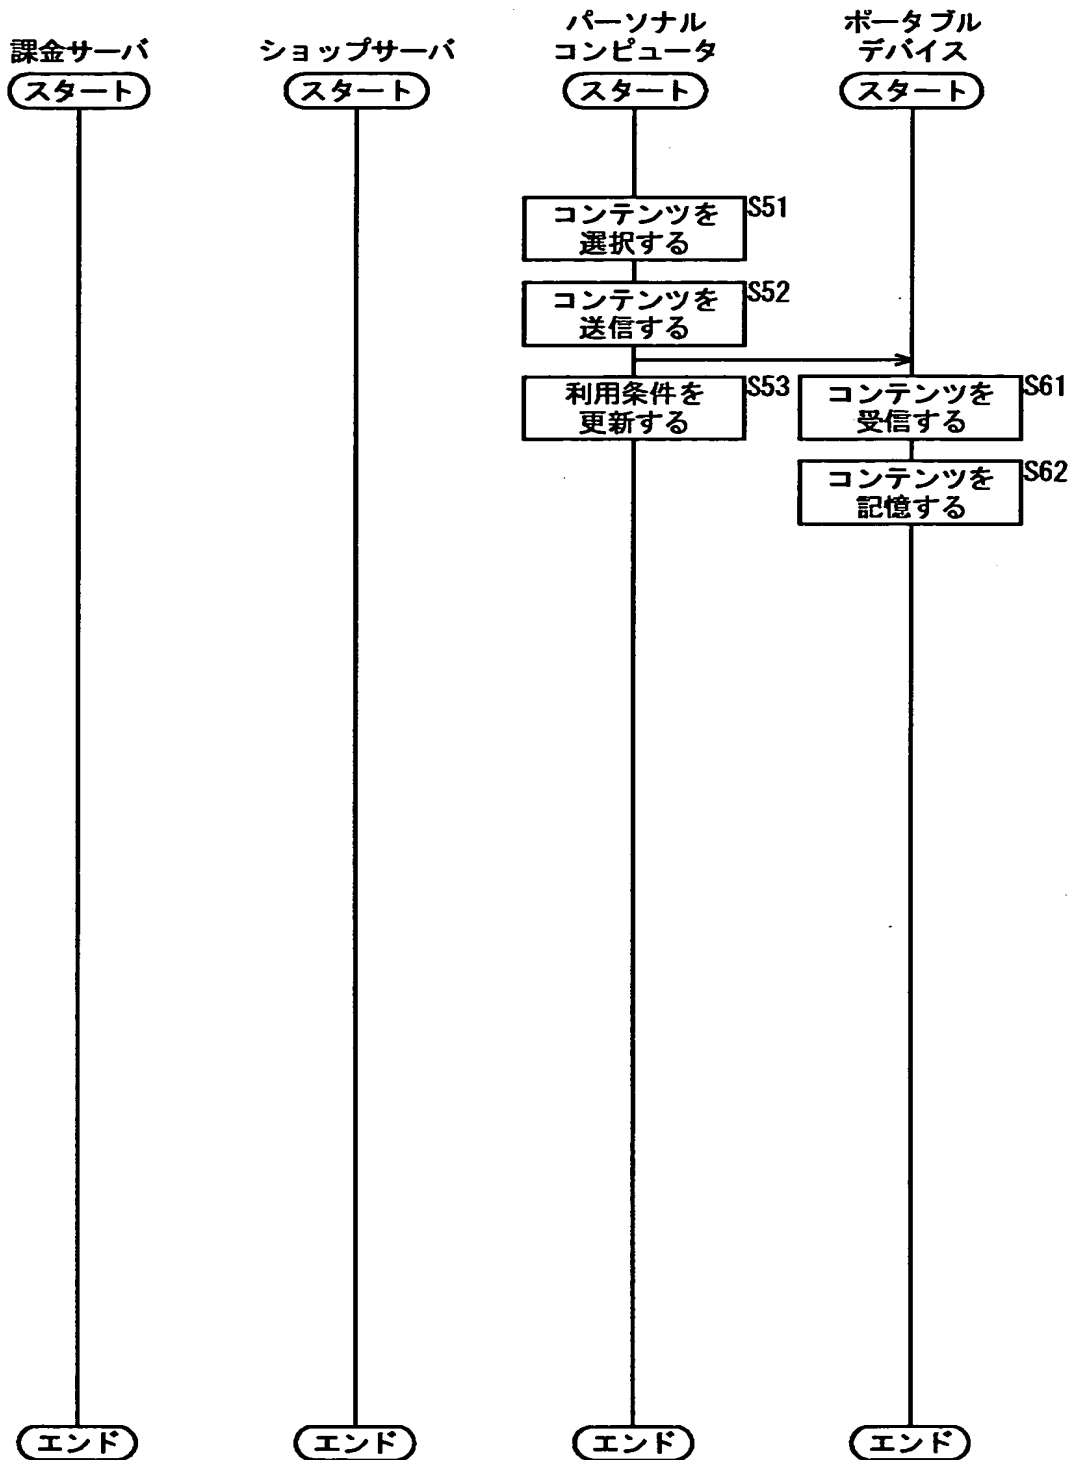 課金サーバ
ショップサーバ
パーソナル
コンピュータ
ポータブル
デバイス
スタート
スタート
スタート
スタート
コンテンツを
選択する
S51
コンテンツを
送信する
S52
利用条件を
更新する
S53
コンテンツを
受信する
S61
コンテンツを
記憶する
S62
エンド
エンド
エンド
エンド